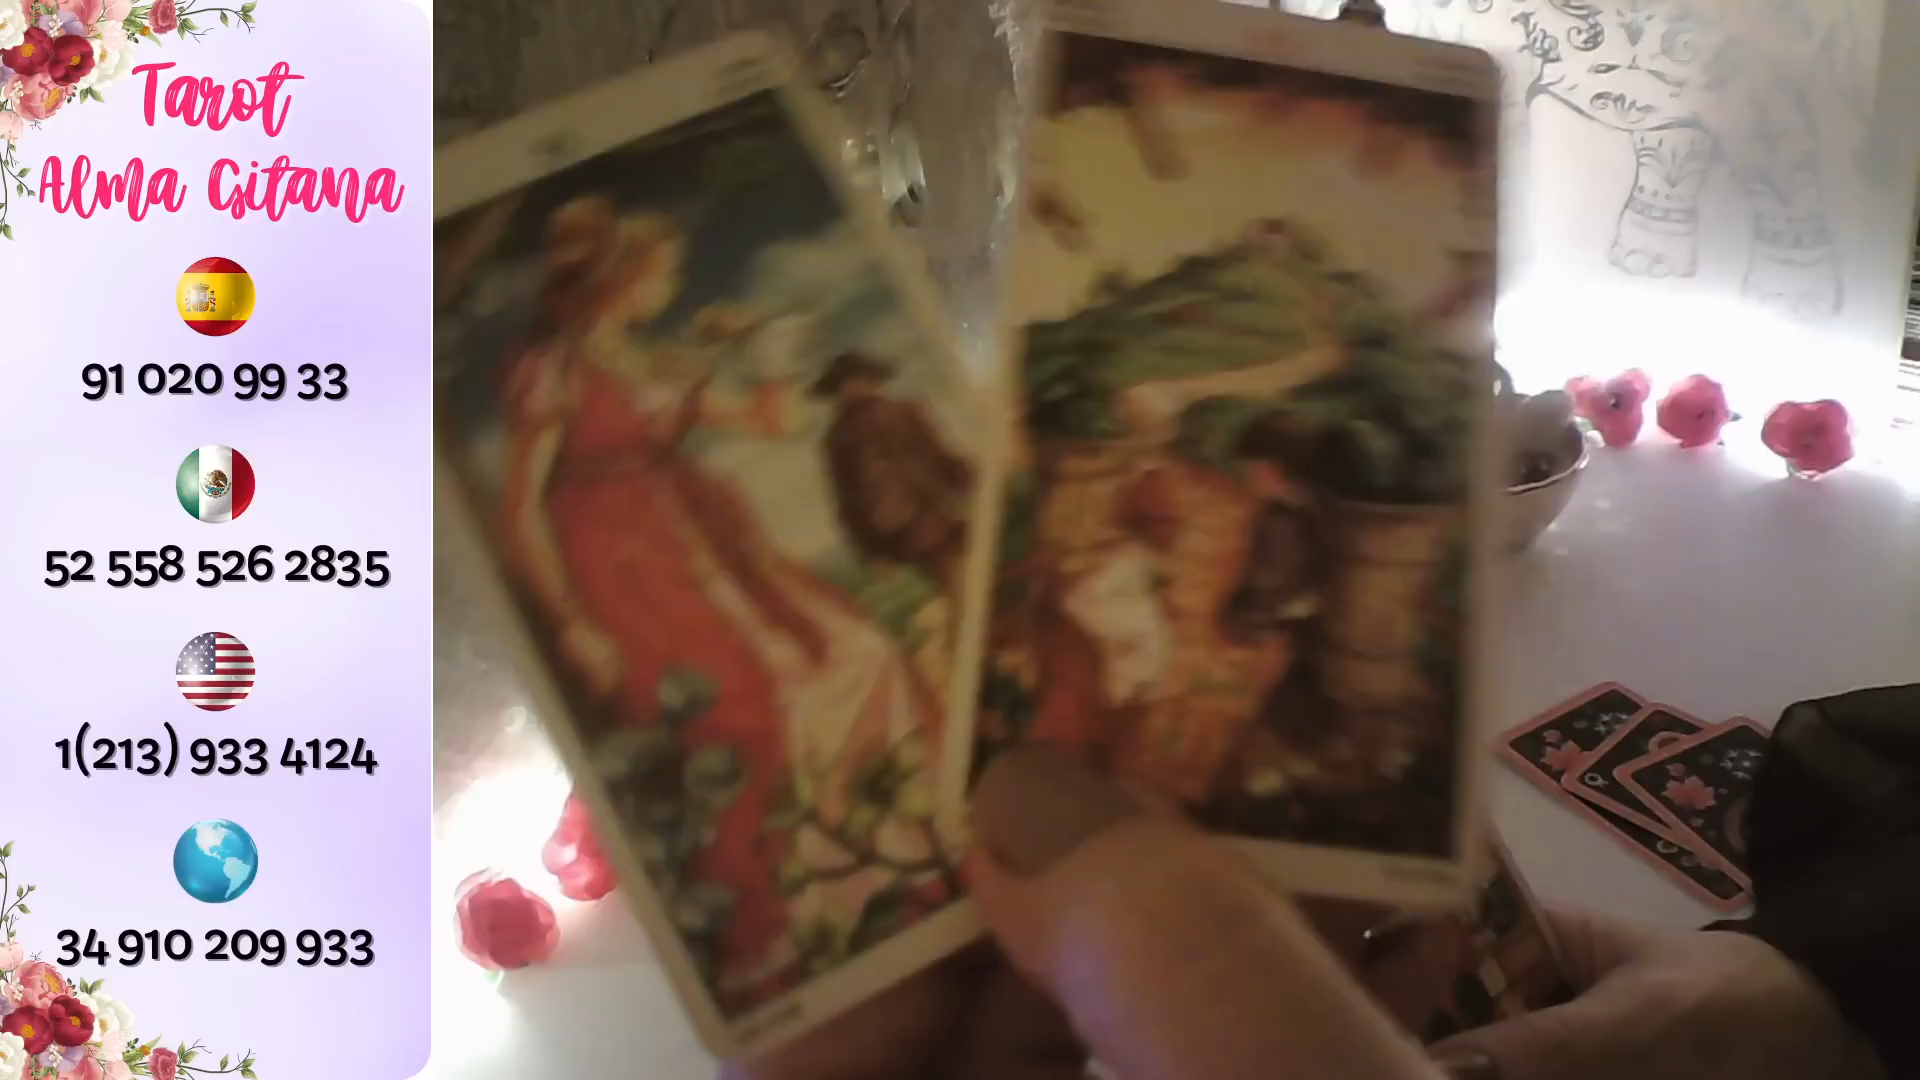 Tarot
Alma Gitana
91 020 99 33
52 558 526 2835
1(213) 933 4124
34 910 209 933